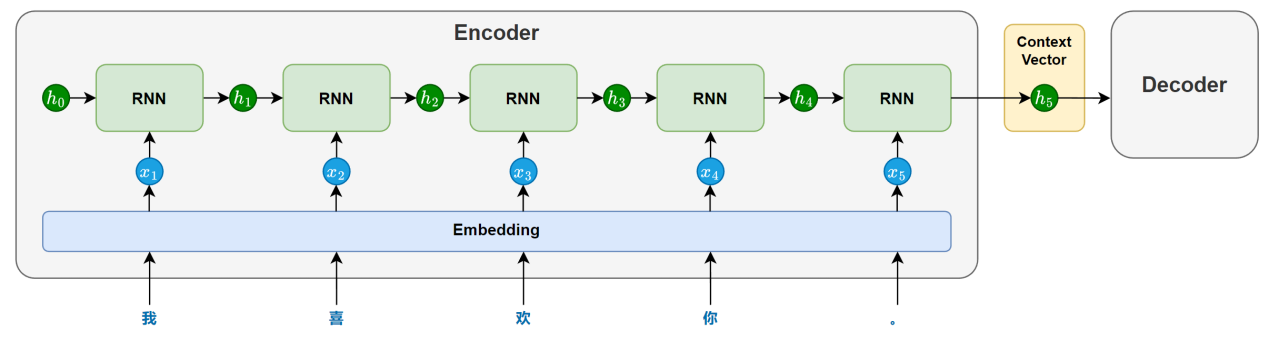 Encoder
Context
Vector
Decoder
h₀ RNN h₁ RNN h₂ RNN h₃ RNN h₄ RNN h₅
x₁ x₂ x₃ x₄ x₅
Embedding
我 喜 欢 你 。